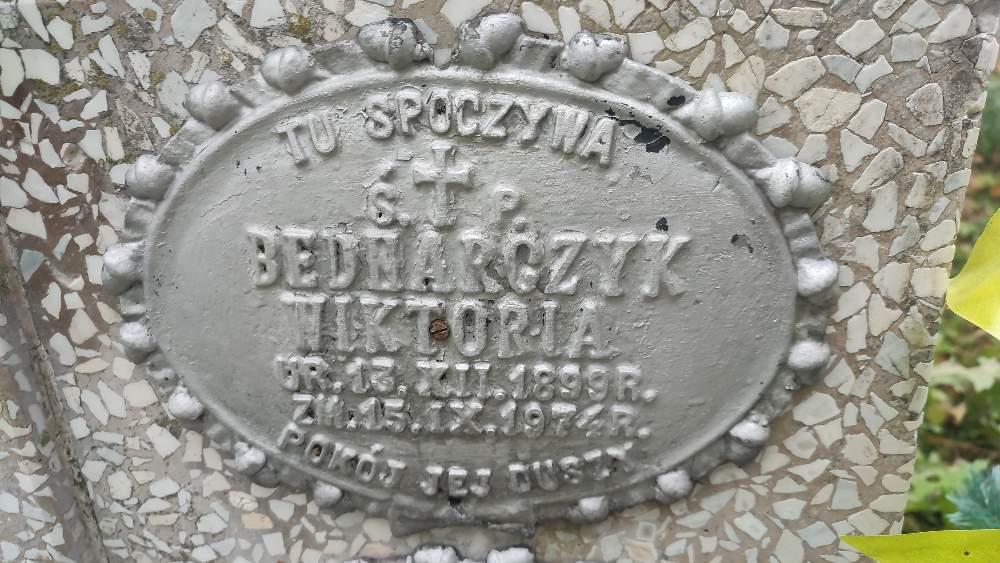 TU SPOCZYWA
Ś. P.
BEDNARCZYK
WIKTORIA
UR. 13. XII. 1899 R.
ZM. 15. IX. 1974 R.
POKÓJ JEJ DUSZY